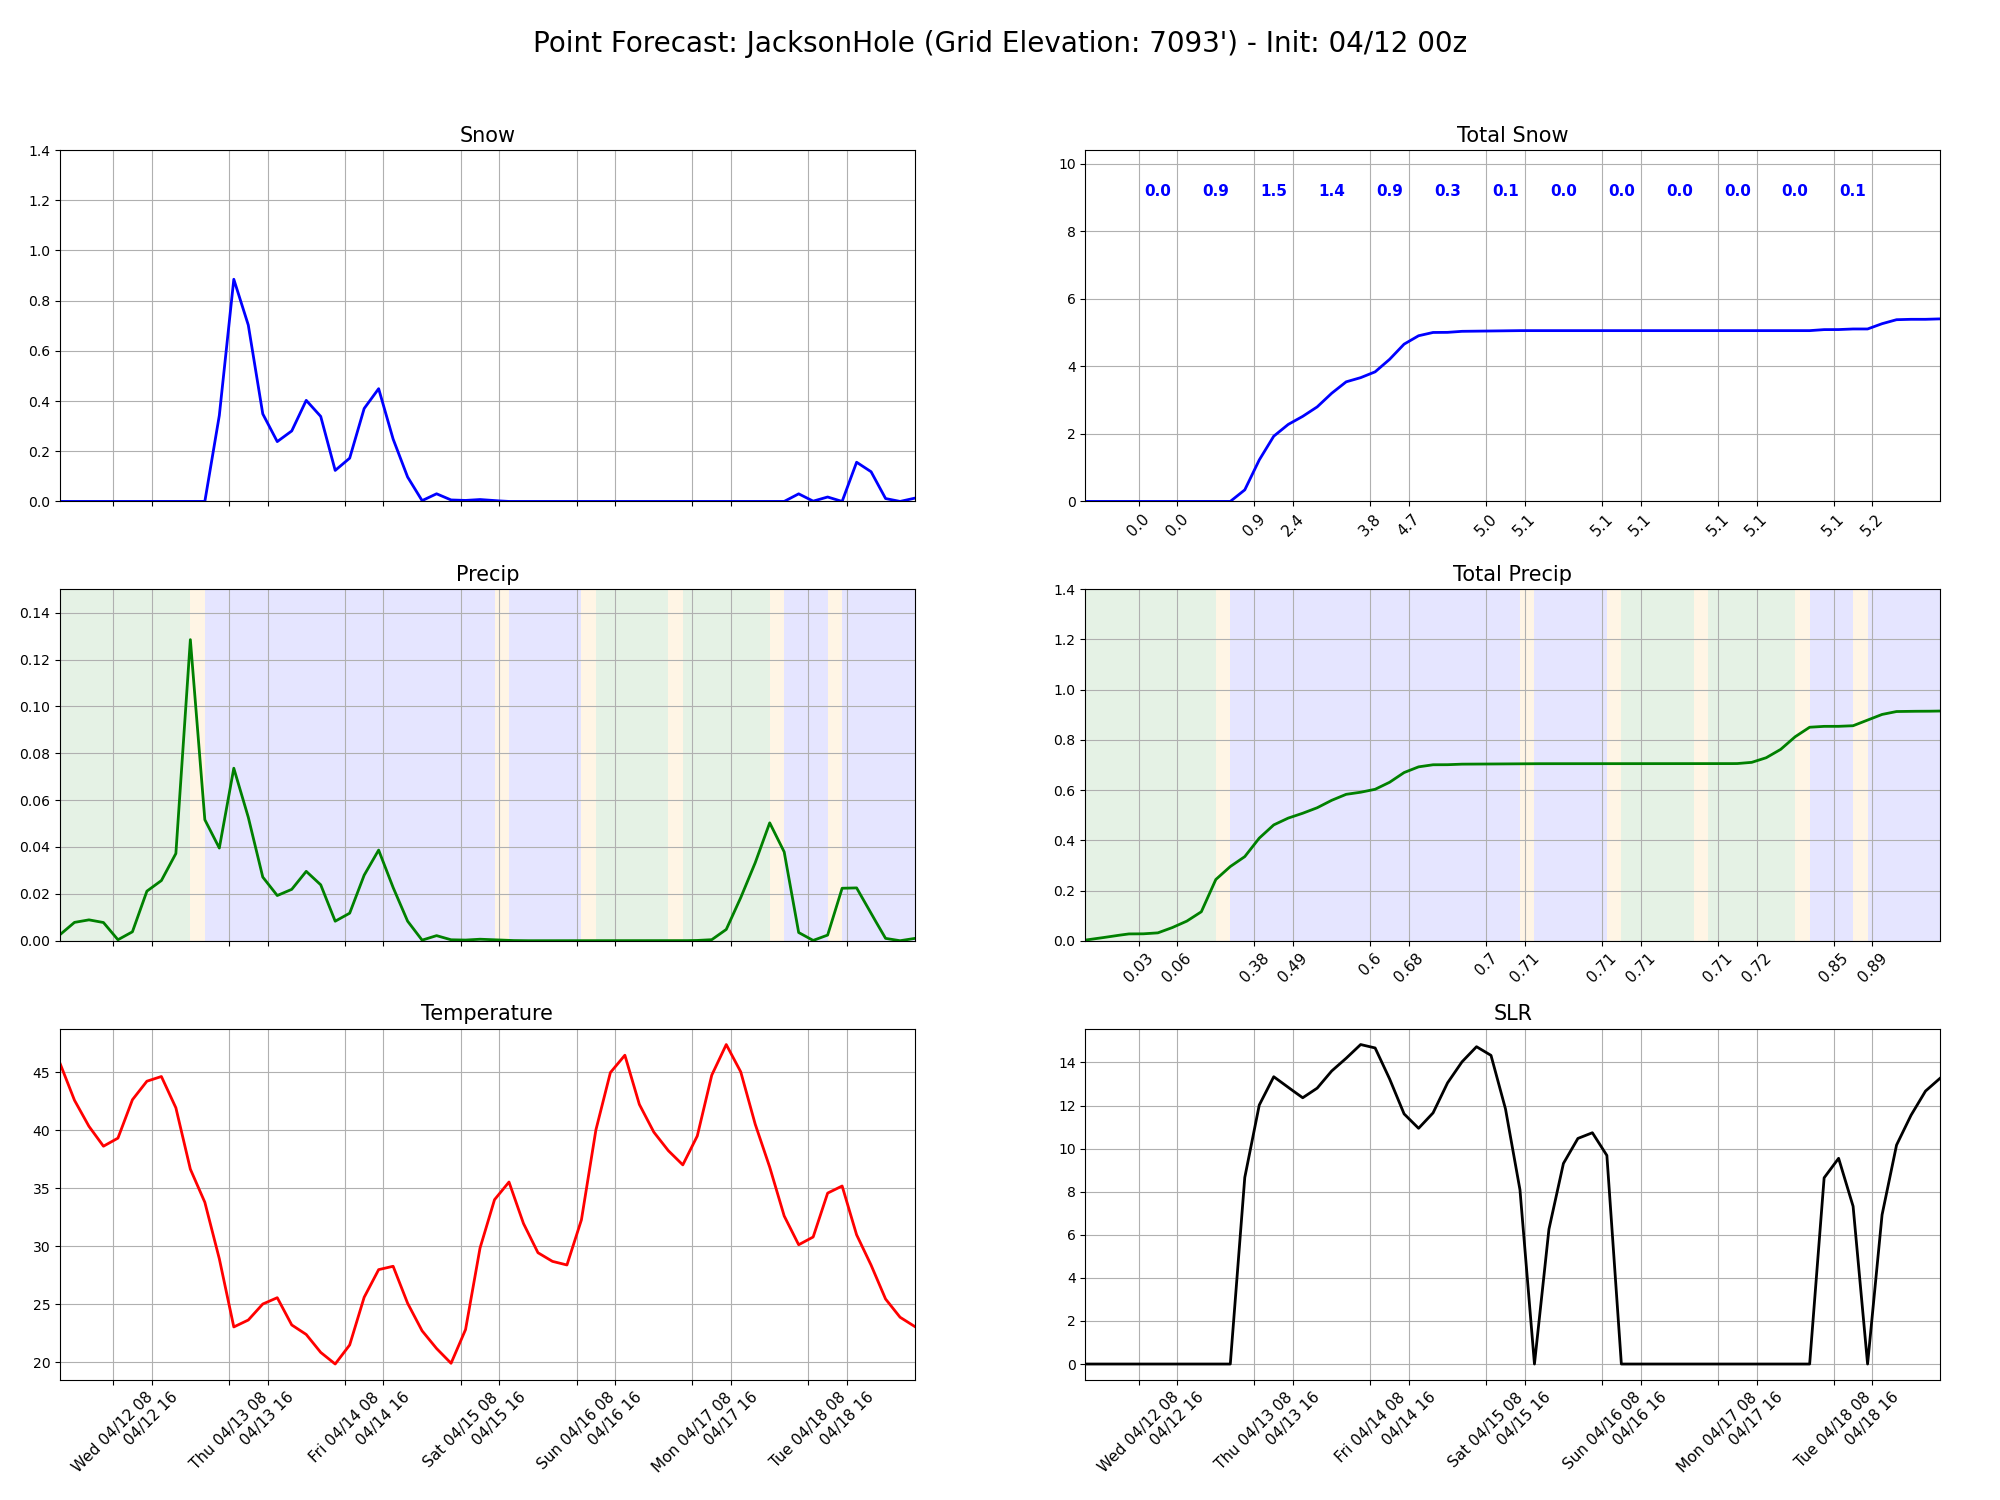 Point Forecast: JacksonHole (Grid Elevation: 7093') - Init: 04/12 00z
Snow
1.4
1.2
1.0
0.8
0.6
0.4
0.2
0.0
Total Snow
10
8
6
4
2
0
0.0 0.9 1.5 1.4 0.9 0.3 0.1 0.0 0.0 0.0 0.0 0.0 0.1
0.0 0.0 0.9 2.4 3.8 4.7 5.0 5.1 5.1 5.1 5.1 5.1 5.1 5.2
Precip
0.14
0.12
0.10
0.08
0.06
0.04
0.02
0.00
Total Precip
1.4
1.2
1.0
0.8
0.6
0.4
0.2
0.0
0.03 0.06 0.38 0.49 0.6 0.68 0.7 0.71 0.71 0.71 0.71 0.72 0.85 0.89
Temperature
45
40
35
30
25
20
Wed 04/12 08
04/12 16
Thu 04/13 08
04/13 16
Fri 04/14 08
04/14 16
Sat 04/15 08
04/15 16
Sun 04/16 08
04/16 16
Mon 04/17 08
04/17 16
Tue 04/18 08
04/18 16
SLR
14
12
10
8
6
4
2
0
Wed 04/12 08
04/12 16
Thu 04/13 08
04/13 16
Fri 04/14 08
04/14 16
Sat 04/15 08
04/15 16
Sun 04/16 08
04/16 16
Mon 04/17 08
04/17 16
Tue 04/18 08
04/18 16